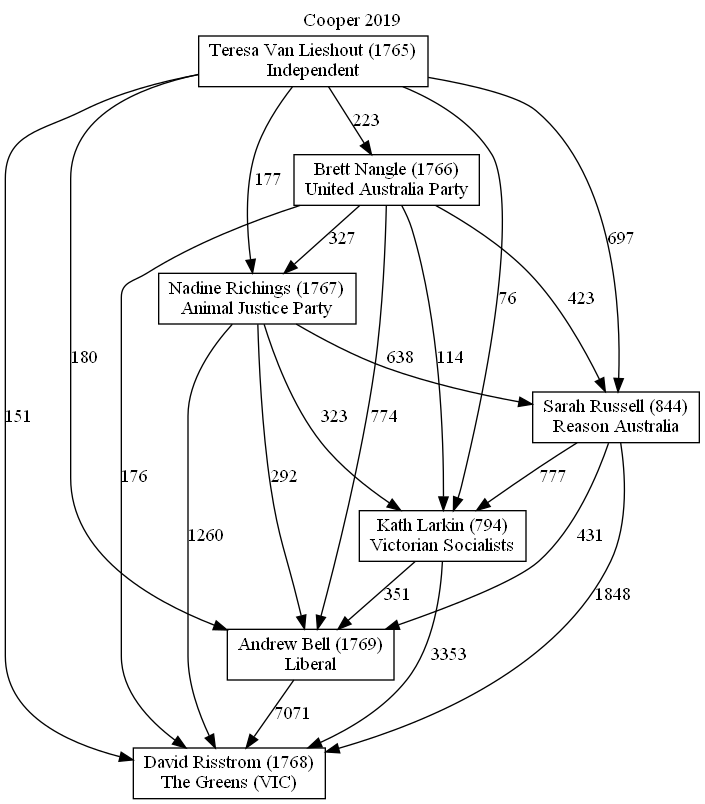 Cooper 2019
Teresa Van Lieshout (1765)
Independent
223
Brett Nangle (1766)
United Australia Party
177
327
697
Nadine Richings (1767)
Animal Justice Party
76
423
180
638
114
151
323
774
Sarah Russell (844)
Reason Australia
176
292
777
1260
Kath Larkin (794)
Victorian Socialists
431
351
1848
Andrew Bell (1769)
Liberal
3353
7071
David Risstrom (1768)
The Greens (VIC)